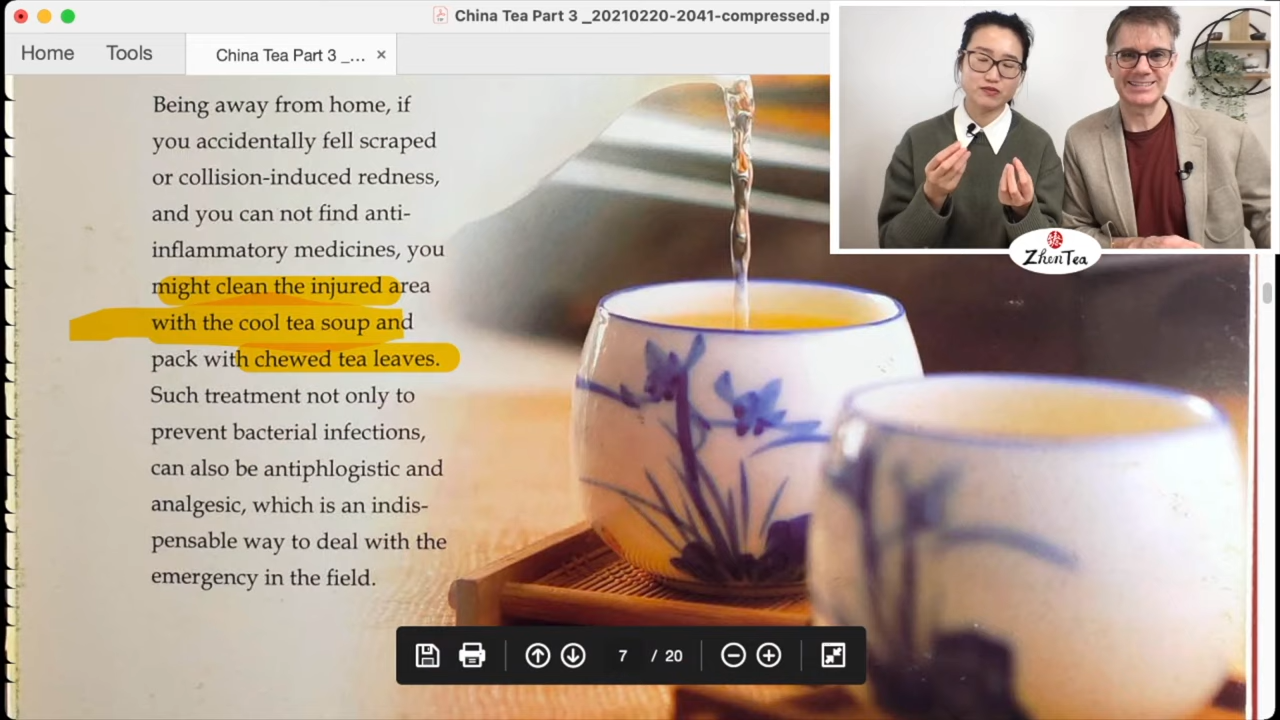 China Tea Part 3 _20210220-2041-compressed.p
Home
Tools
China Tea Part 3 _... ×
Being away from home, if
you accidentally fell scraped
or collision-induced redness,
and you can not find anti-
inflammatory medicines, you
might clean the injured area
with the cool tea soup and
pack with chewed tea leaves.
Such treatment not only to
prevent bacterial infections,
can also be antiphlogistic and
analgesic, which is an indis-
pensable way to deal with the
emergency in the field.
ZhenTea
7 / 20